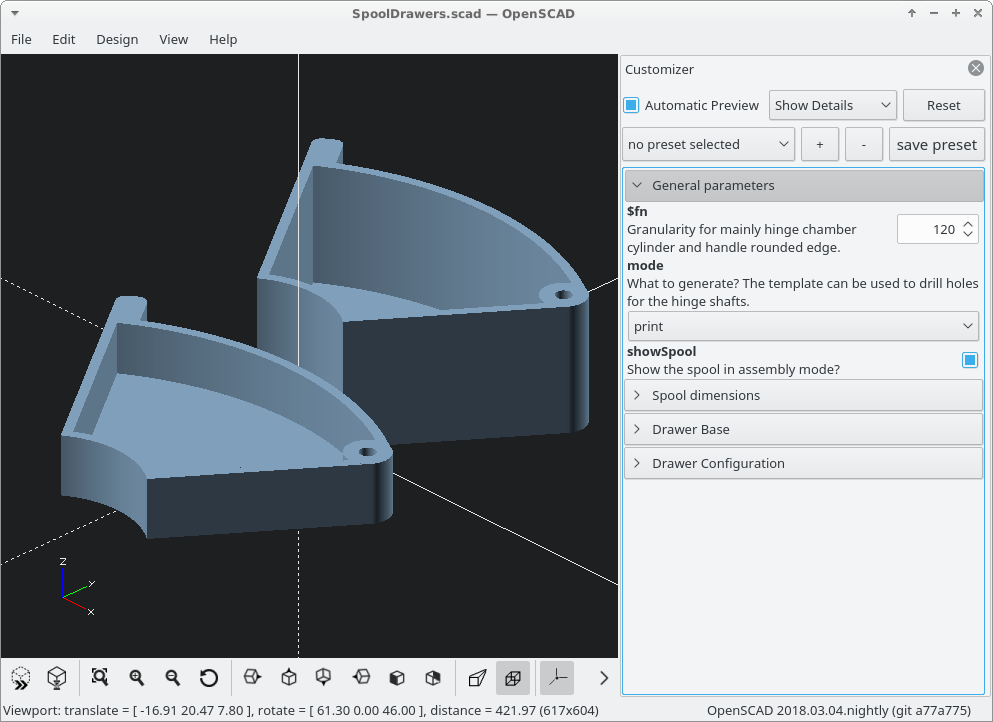 SpoolDrawers.scad — OpenSCAD
File Edit Design View Help
Customizer
Automatic Preview Show Details Reset
no preset selected + - save preset
General parameters
$fn
Granularity for mainly hinge chamber
cylinder and handle rounded edge.
120
mode
What to generate? The template can be used to drill holes
for the hinge shafts.
print
showSpool
Show the spool in assembly mode?
Spool dimensions
Drawer Base
Drawer Configuration
Z
Y
X
Viewport: translate = [ -16.91 20.47 7.80 ], rotate = [ 61.30 0.00 46.00 ], distance = 421.97 (617x604)
OpenSCAD 2018.03.04.nightly (git a77a775)